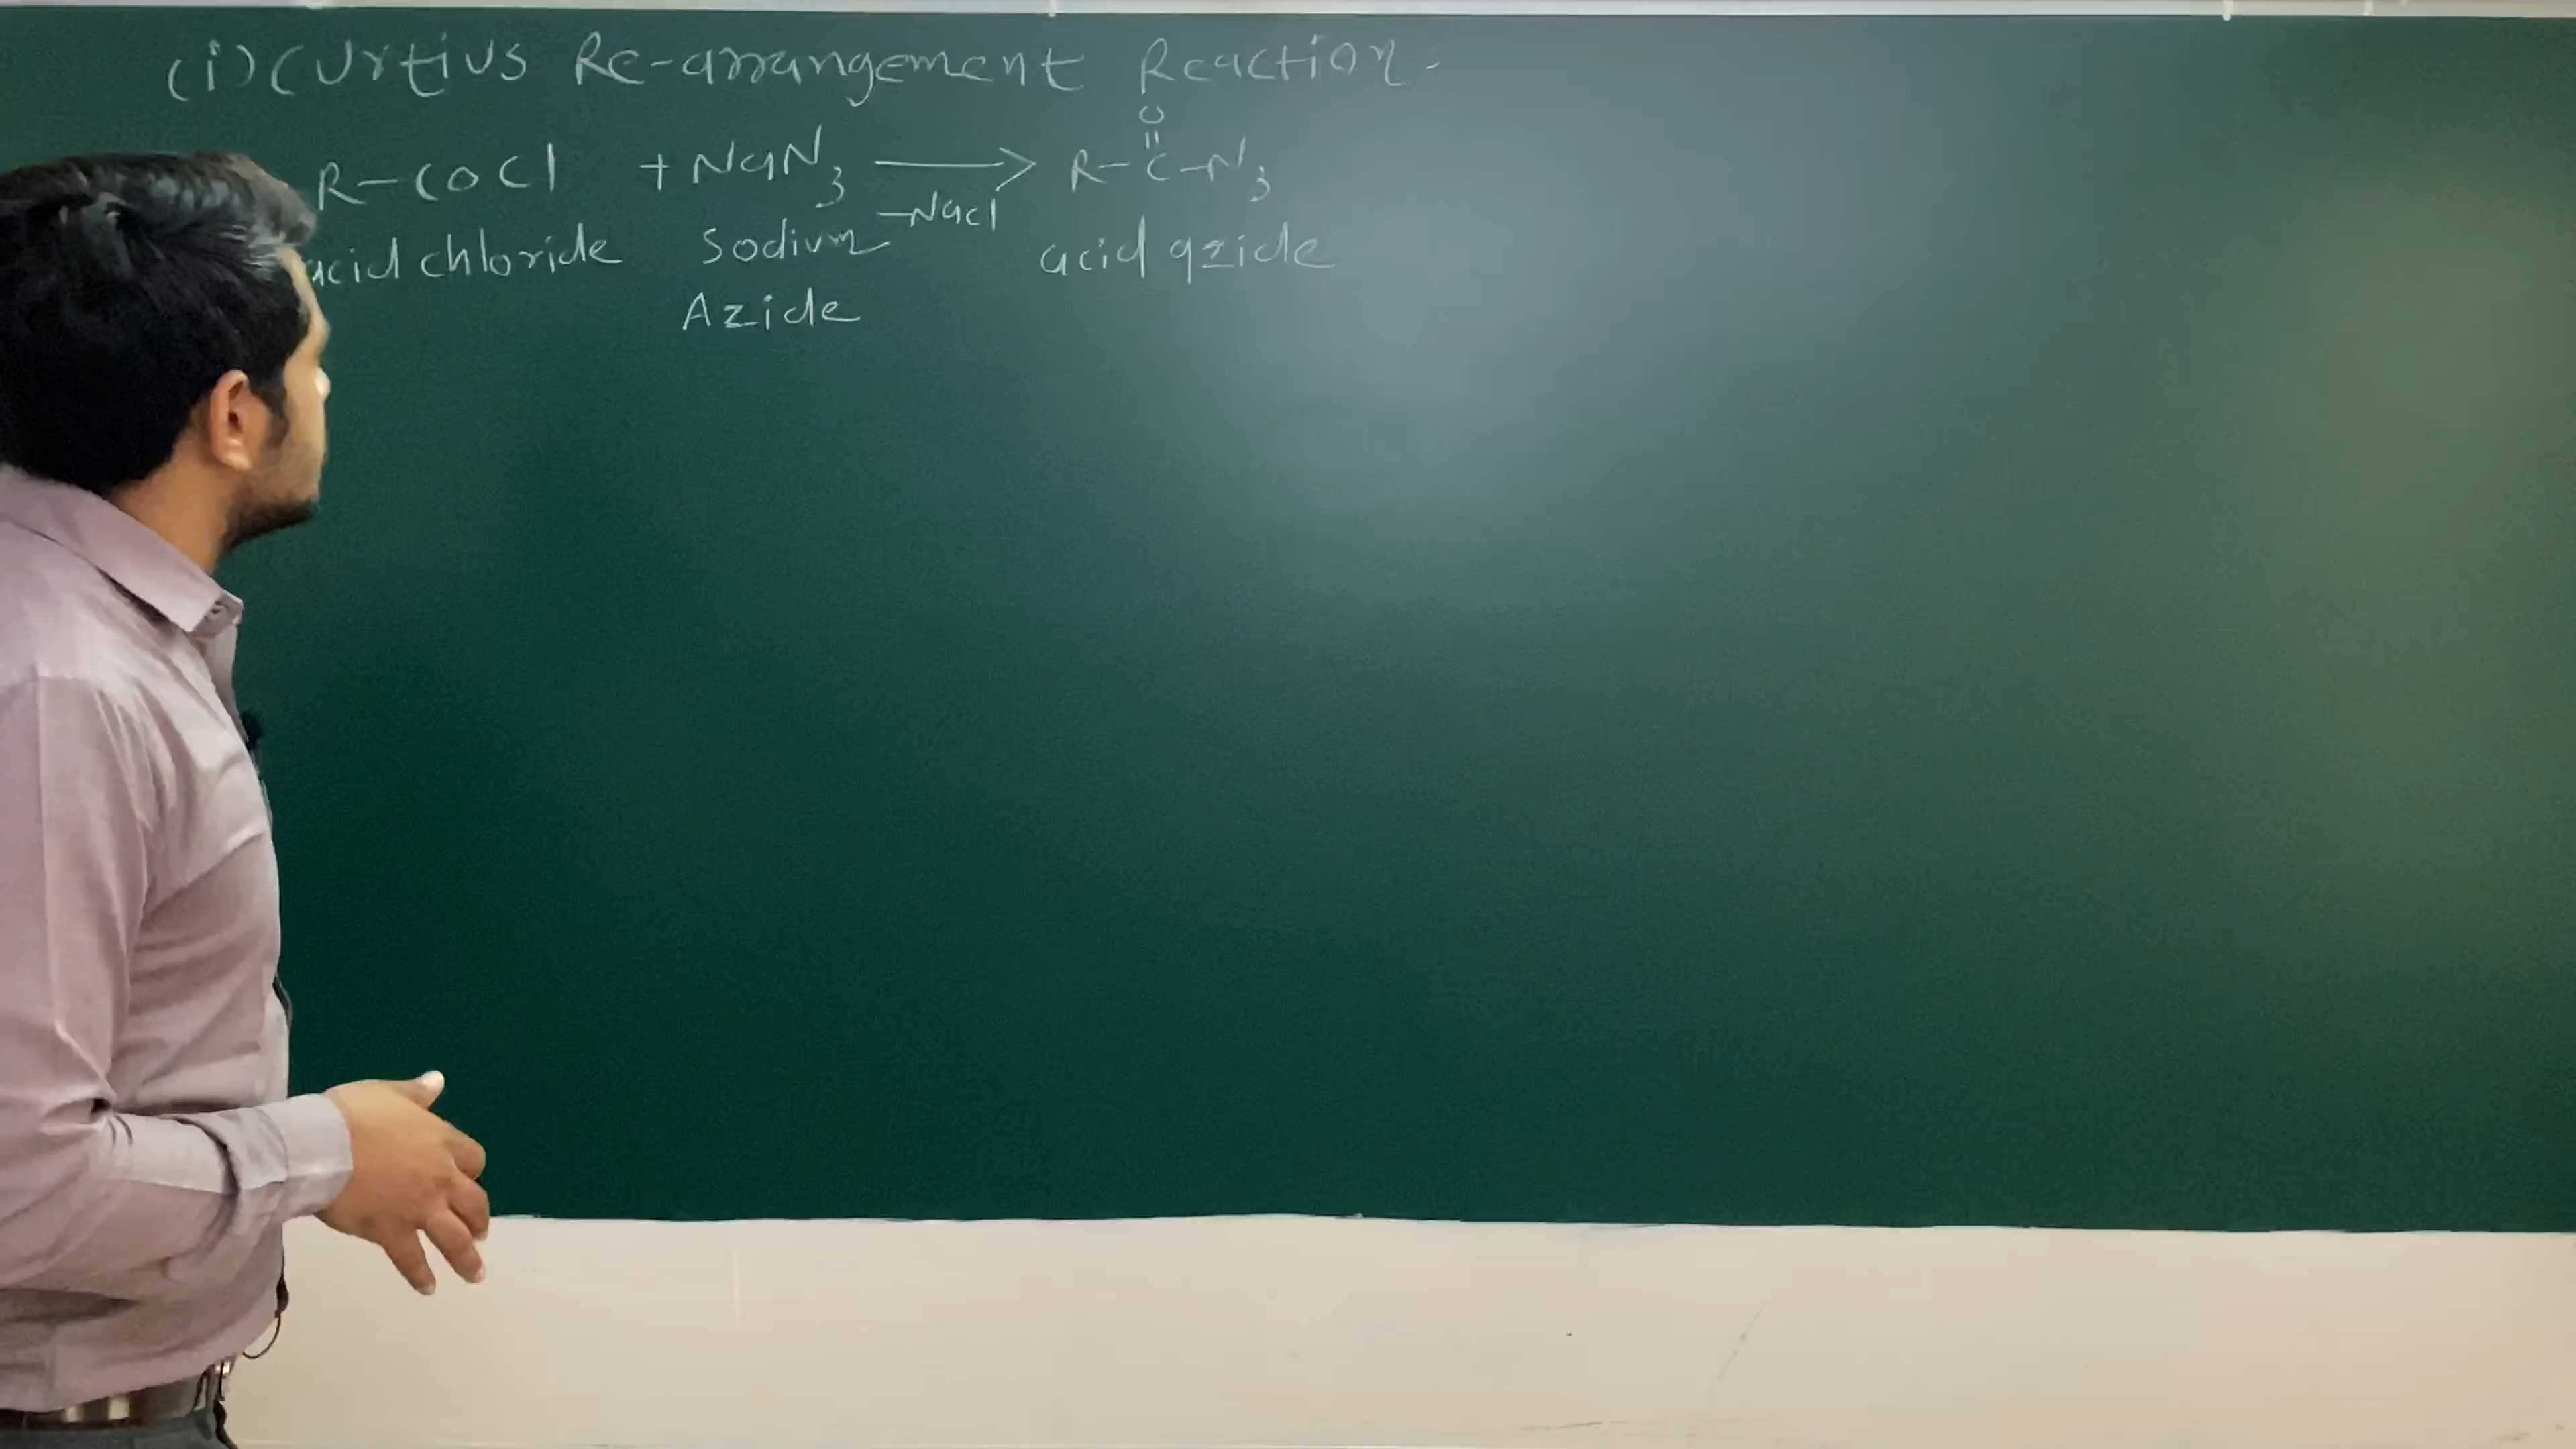 (i) Curtius Re-arrangement Reaction -
O
R-COCl + NaN3 ⟶ R-C-N3
-NaCl
acid chloride Sodium acid azide
Azide